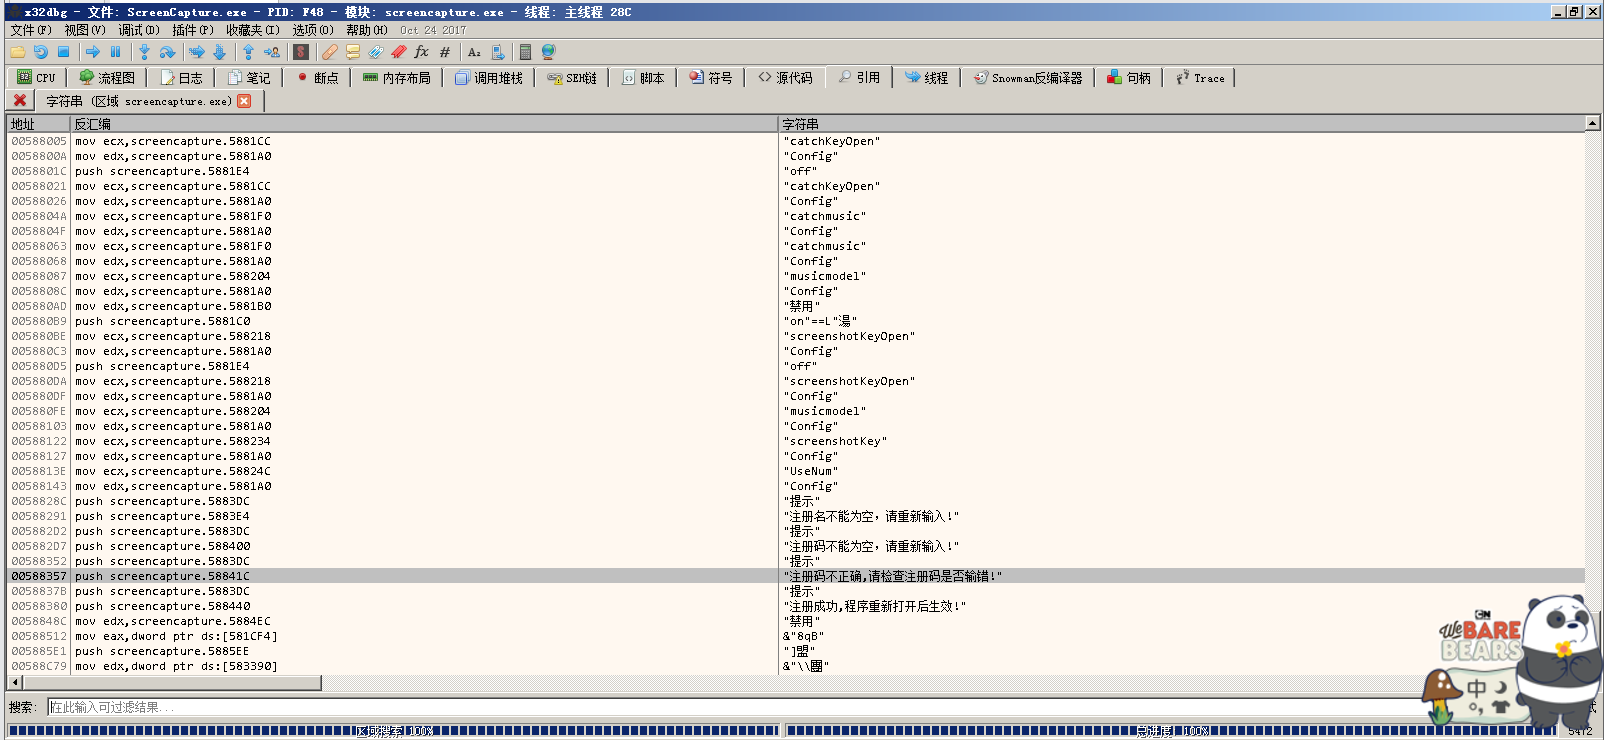 x32dbg - 文件: ScreenCapture.exe - PID: F48 - 模块: screencapture.exe - 线程: 主线程 28C
文件(F) 视图(V) 调试(D) 插件(P) 收藏夹(I) 选项(O) 帮助(H) Oct 24 2017
CPU 流程图 日志 笔记 断点 内存布局 调用堆栈 SEH链 脚本 符号 源代码 引用 线程 Snowman反编译器 句柄 Trace
字符串 (区域 screencapture.exe)
地址 反汇编 字符串
00588005 mov ecx,screencapture.5881CC "catchKeyOpen"
0058800A mov edx,screencapture.5881A0 "Config"
0058801C push screencapture.5881E4 "off"
00588021 mov ecx,screencapture.5881CC "catchKeyOpen"
00588026 mov edx,screencapture.5881A0 "Config"
0058804A mov ecx,screencapture.5881F0 "catchmusic"
0058804F mov edx,screencapture.5881A0 "Config"
00588063 mov ecx,screencapture.5881F0 "catchmusic"
00588068 mov edx,screencapture.5881A0 "Config"
00588087 mov ecx,screencapture.588204 "musicmodel"
0058808C mov edx,screencapture.5881A0 "Config"
005880AD mov edx,screencapture.5881B0 "禁用"
005880B9 push screencapture.5881C0 "on"==L"湯"
005880BE mov ecx,screencapture.588218 "screenshotKeyOpen"
005880C3 mov edx,screencapture.5881A0 "Config"
005880D5 push screencapture.5881E4 "off"
005880DA mov ecx,screencapture.588218 "screenshotKeyOpen"
005880DF mov edx,screencapture.5881A0 "Config"
005880FE mov ecx,screencapture.588204 "musicmodel"
00588103 mov edx,screencapture.5881A0 "Config"
00588122 mov ecx,screencapture.588234 "screenshotKey"
00588127 mov edx,screencapture.5881A0 "Config"
0058813E mov ecx,screencapture.58824C "UseNum"
00588143 mov edx,screencapture.5881A0 "Config"
0058828C push screencapture.5883DC "提示"
00588291 push screencapture.5883E4 "注册名不能为空，请重新输入!"
005882D2 push screencapture.5883DC "提示"
005882D7 push screencapture.588400 "注册码不能为空，请重新输入!"
00588352 push screencapture.5883DC "提示"
00588357 push screencapture.58841C "注册码不正确,请检查注册码是否输错!"
0058837B push screencapture.5883DC "提示"
00588380 push screencapture.588440 "注册成功,程序重新打开后生效!"
0058848C mov edx,screencapture.5884EC "禁用"
00588512 mov eax,dword ptr ds:[581CF4] &"8qB"
005885E1 push screencapture.5885EE "]盟"
00588C79 mov edx,dword ptr ds:[583390]
搜索: 在此输入可过滤结果...
区域搜索 100% 总进度 100%
CN
We BARE BEARS
中